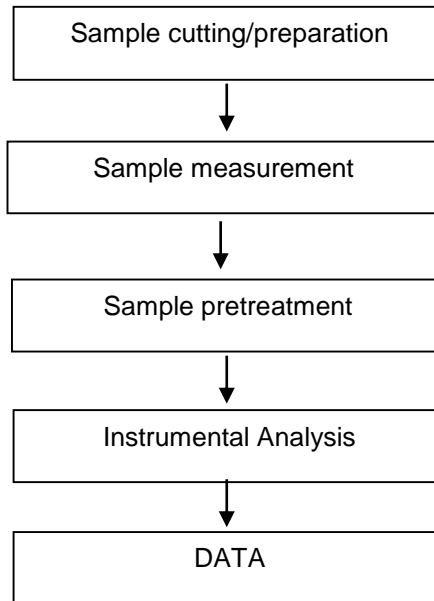 Sample cutting/preparation
Sample measurement
Sample pretreatment
Instrumental Analysis
DATA